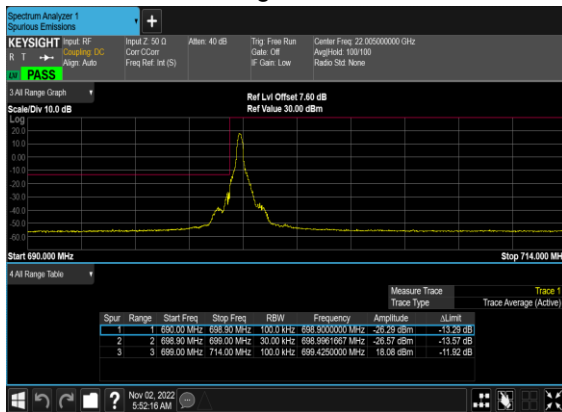 Spectrum Analyzer 1
Spurious Emissions
KEYSIGHT Input: RF Input Z: 50 Ω Atten: 40 dB Trig: Free Run Center Freq: 22.005000000 GHz
R T Coupling: DC Corr CCorr Gate: Off Avg|Hold: 100/100
Align: Auto Freq Ref: Int (S) IF Gain: Low Radio Std: None
PASS
3 All Range Graph
Ref Lvl Offset 7.60 dB
Scale/Div 10.0 dB Ref Value 30.00 dBm
Log
20.0
10.0
0.00
-10.0
-20.0
-30.0
-40.0
-50.0
-60.0
Start 690.000 MHz Stop 714.000 MH
4 All Range Table
Measure Trace Trace 1
Trace Type Trace Average (Active)
Spur Range Start Freq Stop Freq RBW Frequency Amplitude ΔLimit
1 1 690.00 MHz 698.90 MHz 100.0 kHz 698.9000000 MHz -26.29 dBm -13.29 dB
2 2 698.90 MHz 699.00 MHz 30.00 kHz 698.9961667 MHz -26.57 dBm -13.57 dB
3 3 699.00 MHz 714.00 MHz 100.0 kHz 699.4250000 MHz 18.08 dBm -11.92 dB
Nov 02, 2022
5:52:16 AM